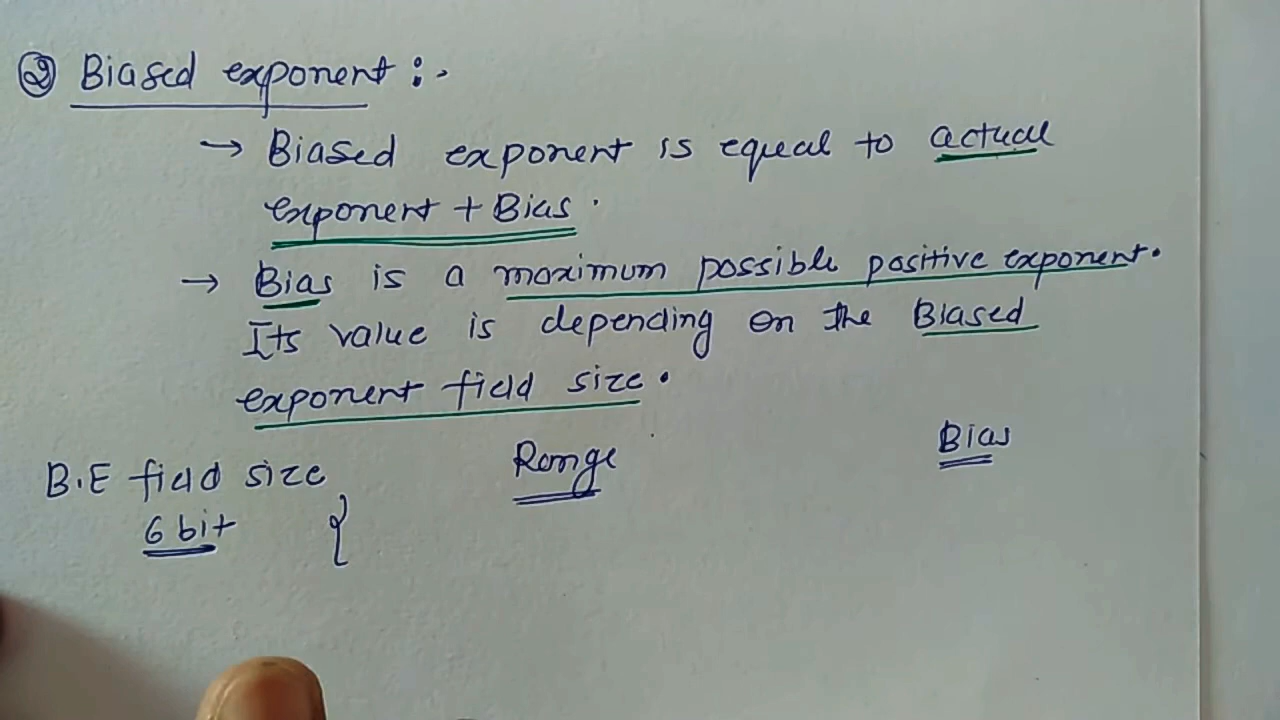 ② Biased exponent :-
→ Biased exponent is equal to actual
exponent + Bias.
→ Bias is a maximum possible positive exponent.
Its value is depending on the Biased
exponent field size.
B.E field size Range Bias
6 bit {